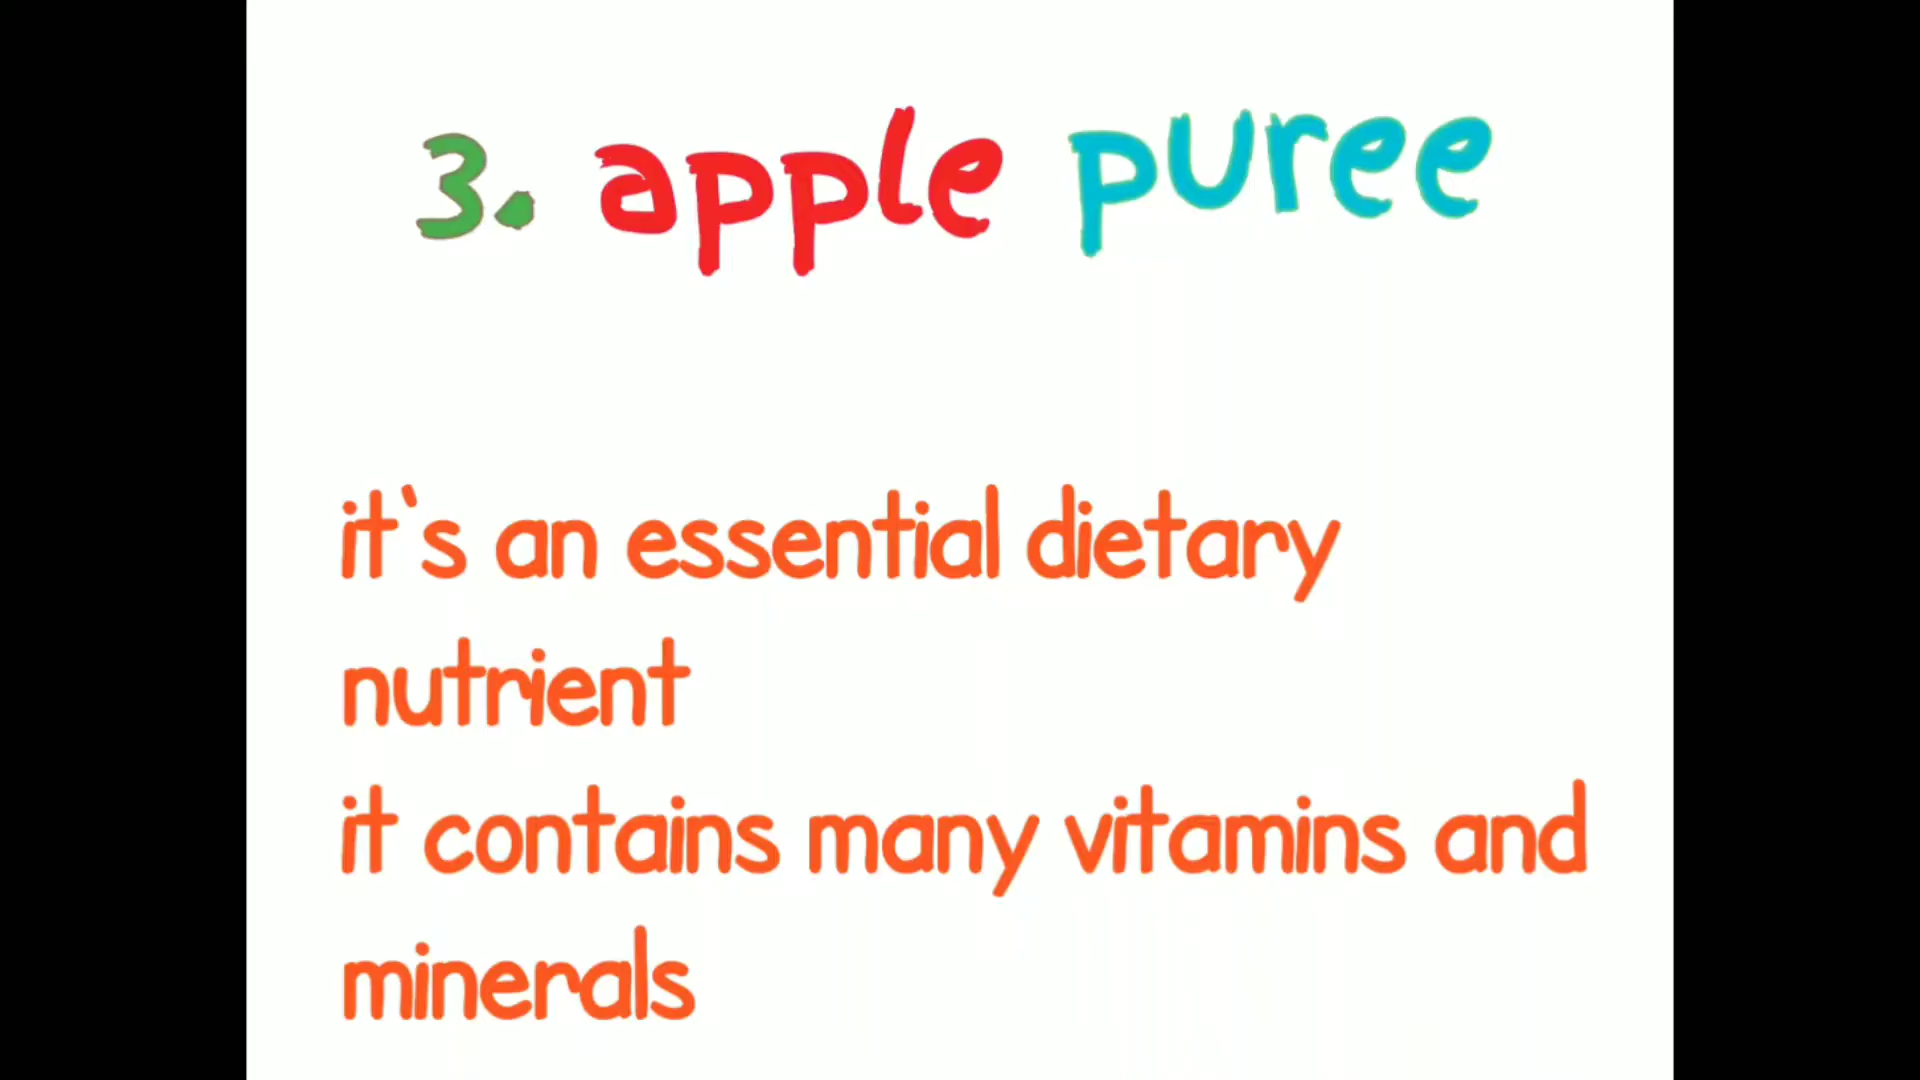 3. apple puree
it's an essential dietary
nutrient
it contains many vitamins and
minerals